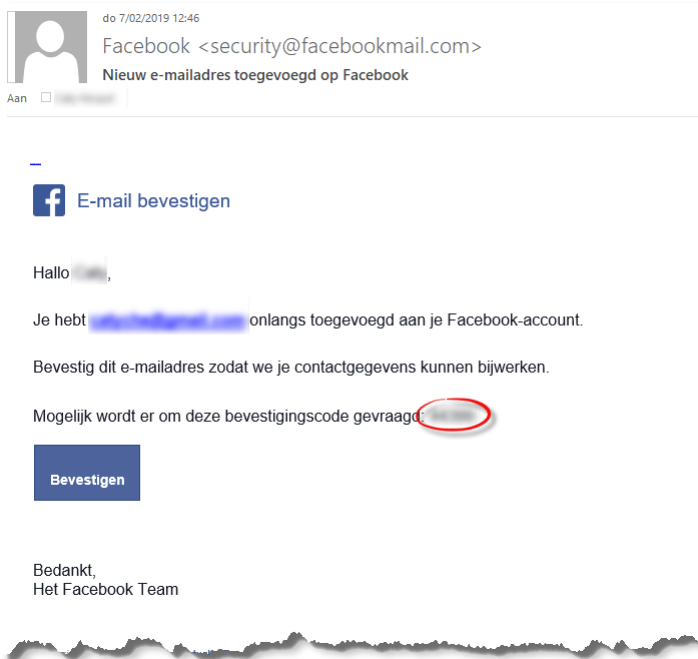 do 7/02/2019 12:46
Facebook <security@facebookmail.com>
Nieuw e-mailadres toegevoegd op Facebook
Aan
f E-mail bevestigen
Hallo ,
Je hebt onlangs toegevoegd aan je Facebook-account.
Bevestig dit e-mailadres zodat we je contactgegevens kunnen bijwerken.
Mogelijk wordt er om deze bevestigingscode gevraagd:
Bevestigen
Bedankt,
Het Facebook Team